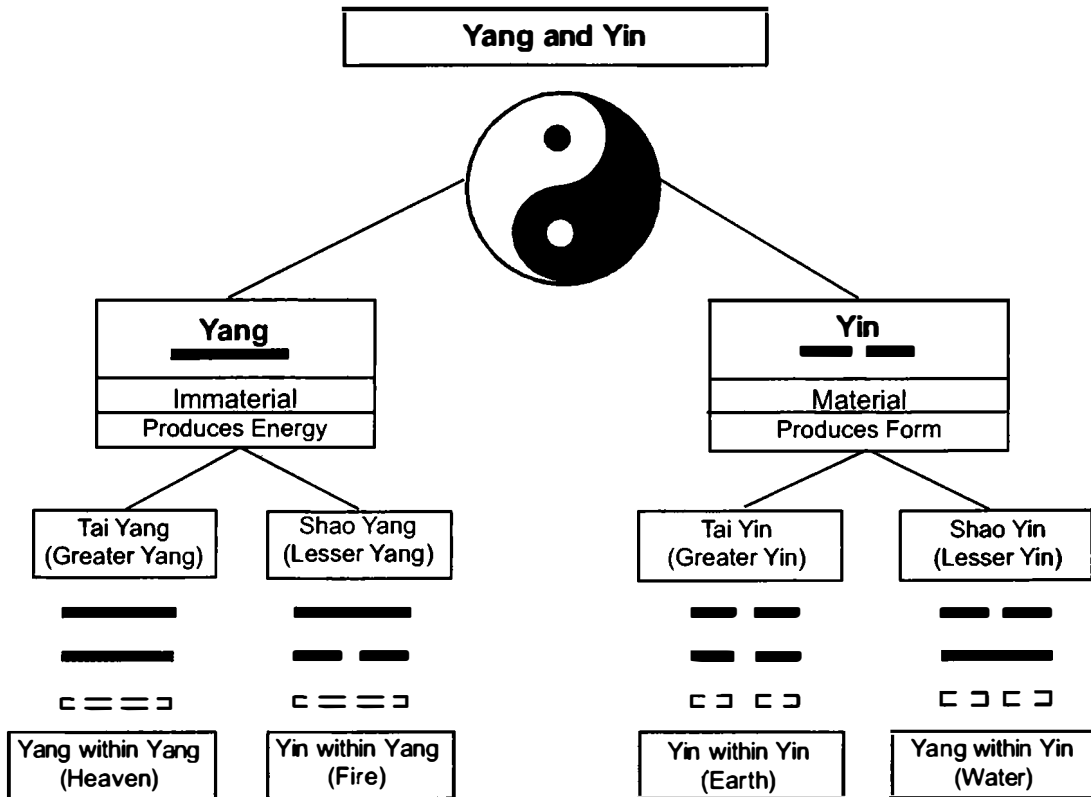 Yang and Yin
Yang
Immaterial
Produces Energy
Yin
Material
Produces Form
Tai Yang
(Greater Yang)
Shao Yang
(Lesser Yang)
Tai Yin
(Greater Yin)
Shao Yin
(Lesser Yin)
Yang within Yang
(Heaven)
Yin within Yang
(Fire)
Yin within Yin
(Earth)
Yang within Yin
(Water)